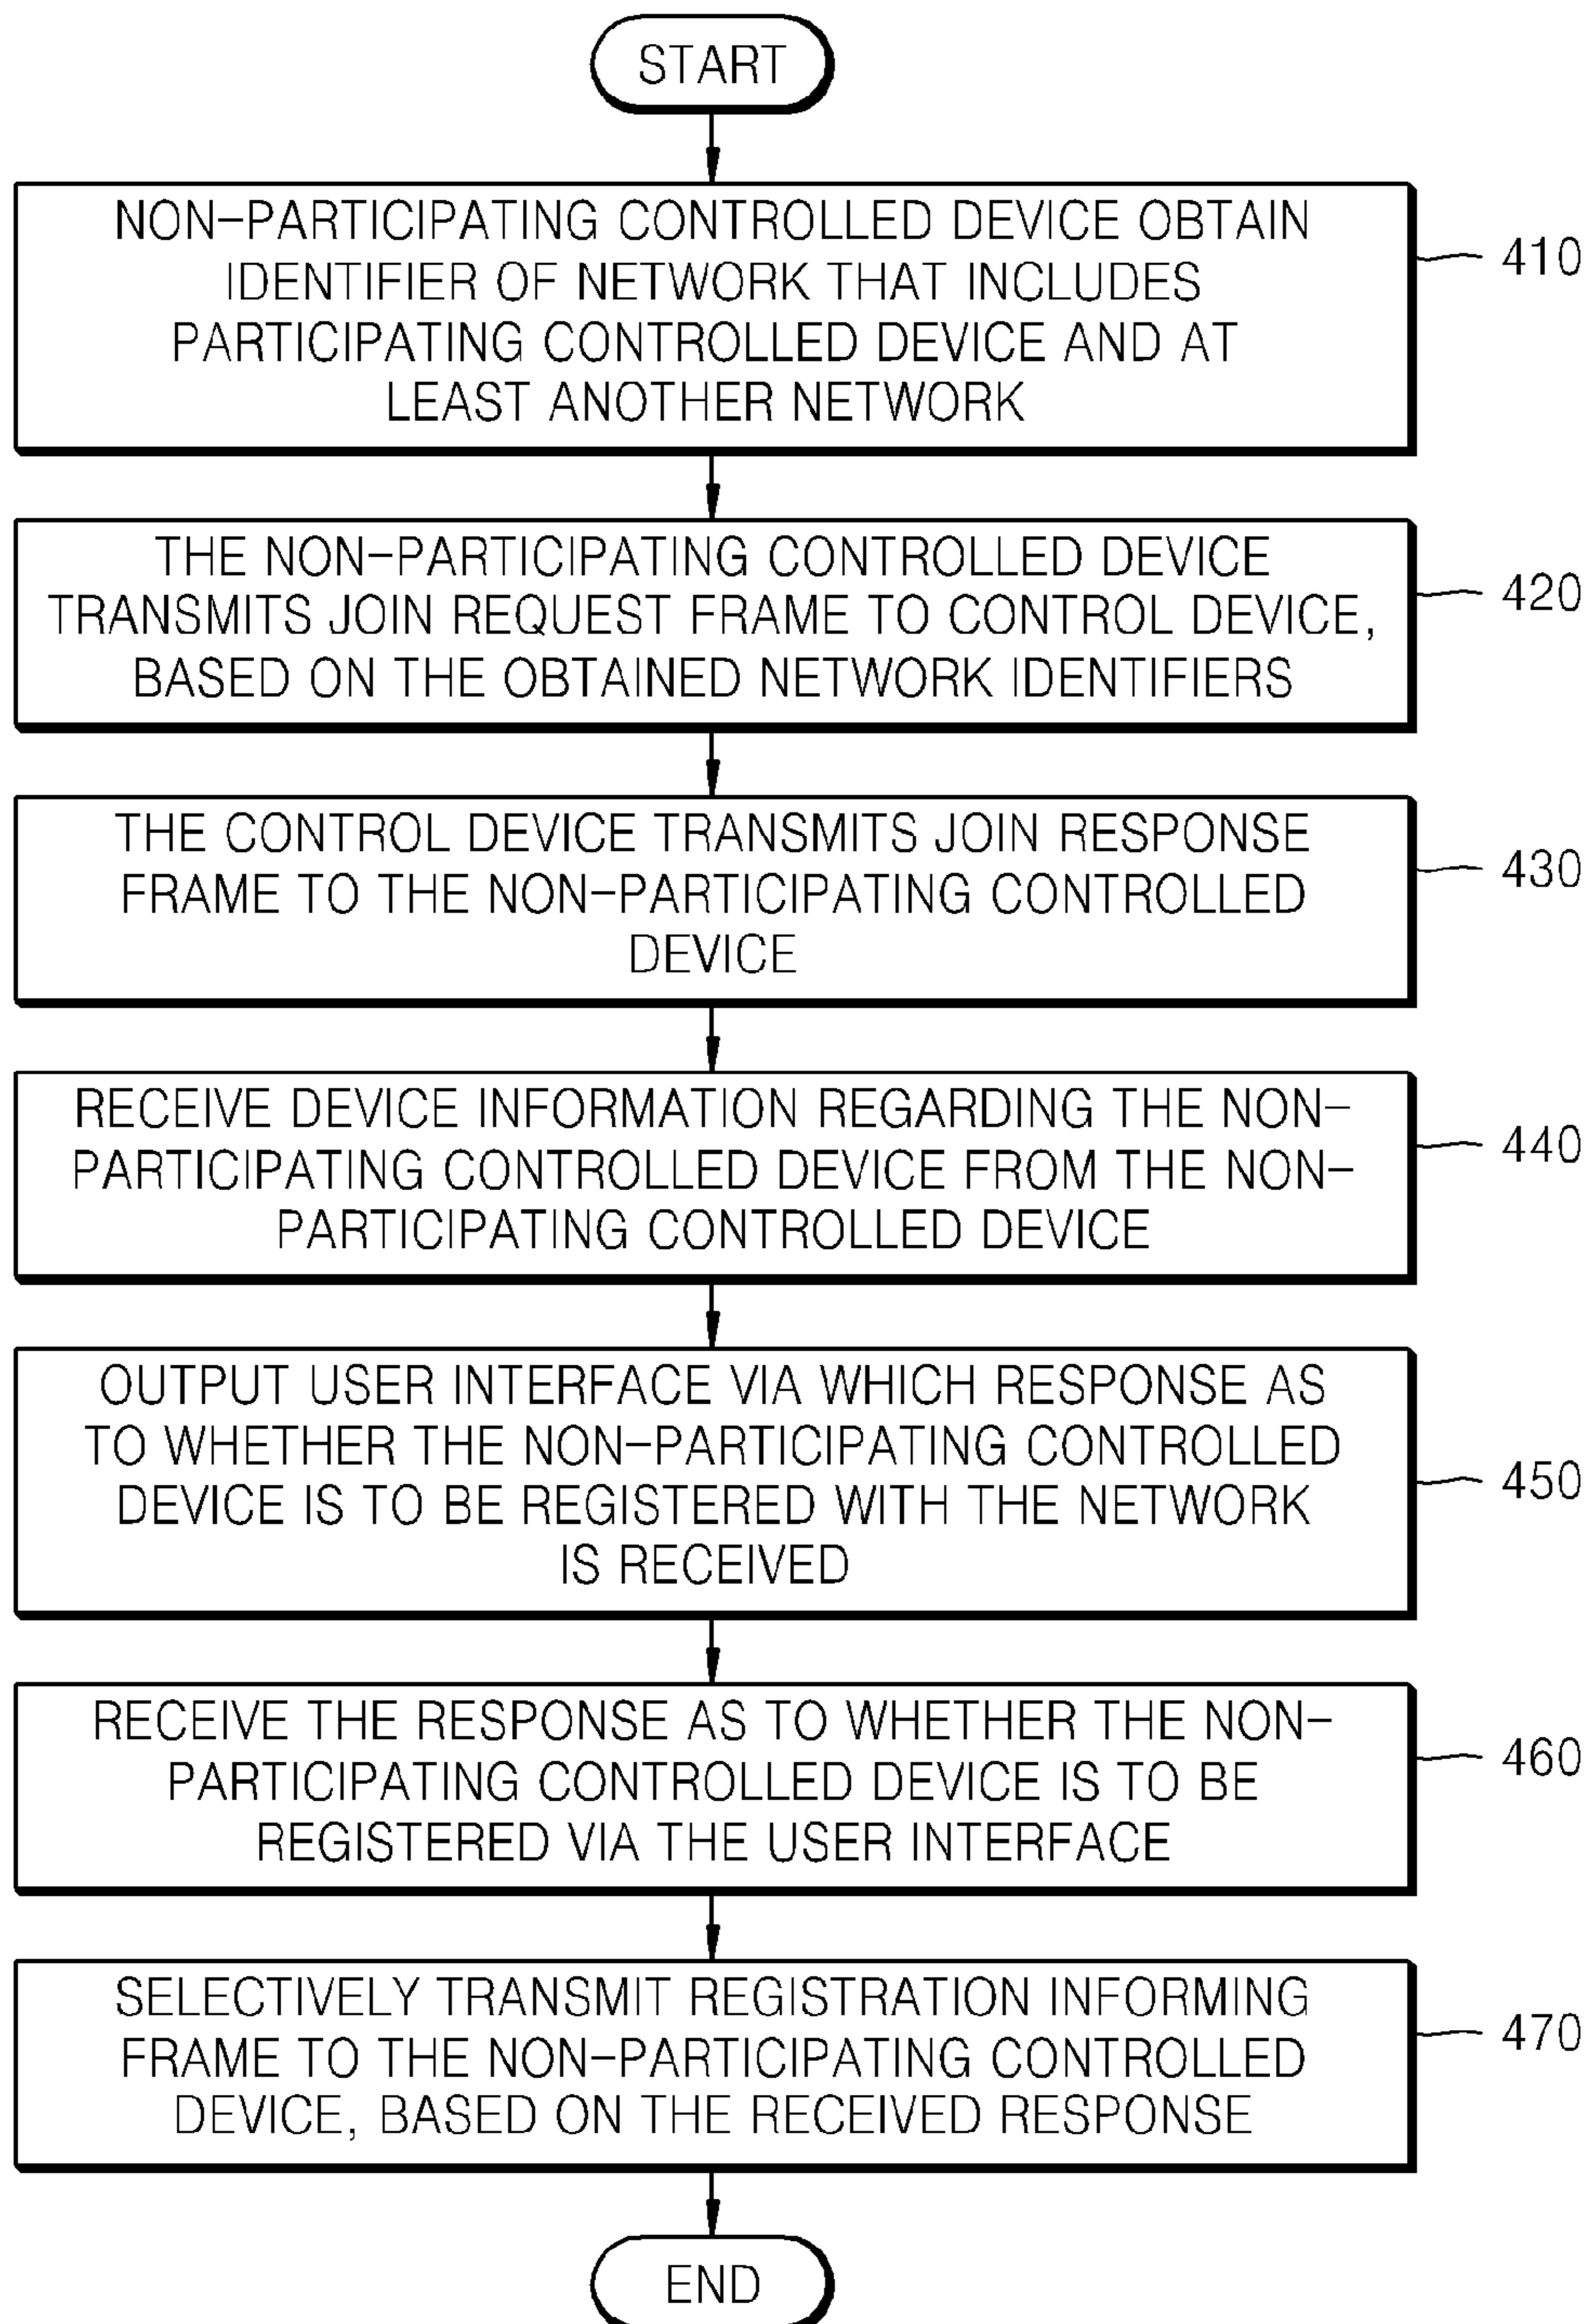 START
NON-PARTICIPATING CONTROLLED DEVICE OBTAIN
IDENTIFIER OF NETWORK THAT INCLUDES
PARTICIPATING CONTROLLED DEVICE AND AT
LEAST ANOTHER NETWORK
410
THE NON-PARTICIPATING CONTROLLED DEVICE
TRANSMITS JOIN REQUEST FRAME TO CONTROL DEVICE,
BASED ON THE OBTAINED NETWORK IDENTIFIERS
420
THE CONTROL DEVICE TRANSMITS JOIN RESPONSE
FRAME TO THE NON-PARTICIPATING CONTROLLED
DEVICE
430
RECEIVE DEVICE INFORMATION REGARDING THE NON-
PARTICIPATING CONTROLLED DEVICE FROM THE NON-
PARTICIPATING CONTROLLED DEVICE
440
OUTPUT USER INTERFACE VIA WHICH RESPONSE AS
TO WHETHER THE NON-PARTICIPATING CONTROLLED
DEVICE IS TO BE REGISTERED WITH THE NETWORK
IS RECEIVED
450
RECEIVE THE RESPONSE AS TO WHETHER THE NON-
PARTICIPATING CONTROLLED DEVICE IS TO BE
REGISTERED VIA THE USER INTERFACE
460
SELECTIVELY TRANSMIT REGISTRATION INFORMING
FRAME TO THE NON-PARTICIPATING CONTROLLED
DEVICE, BASED ON THE RECEIVED RESPONSE
470
END